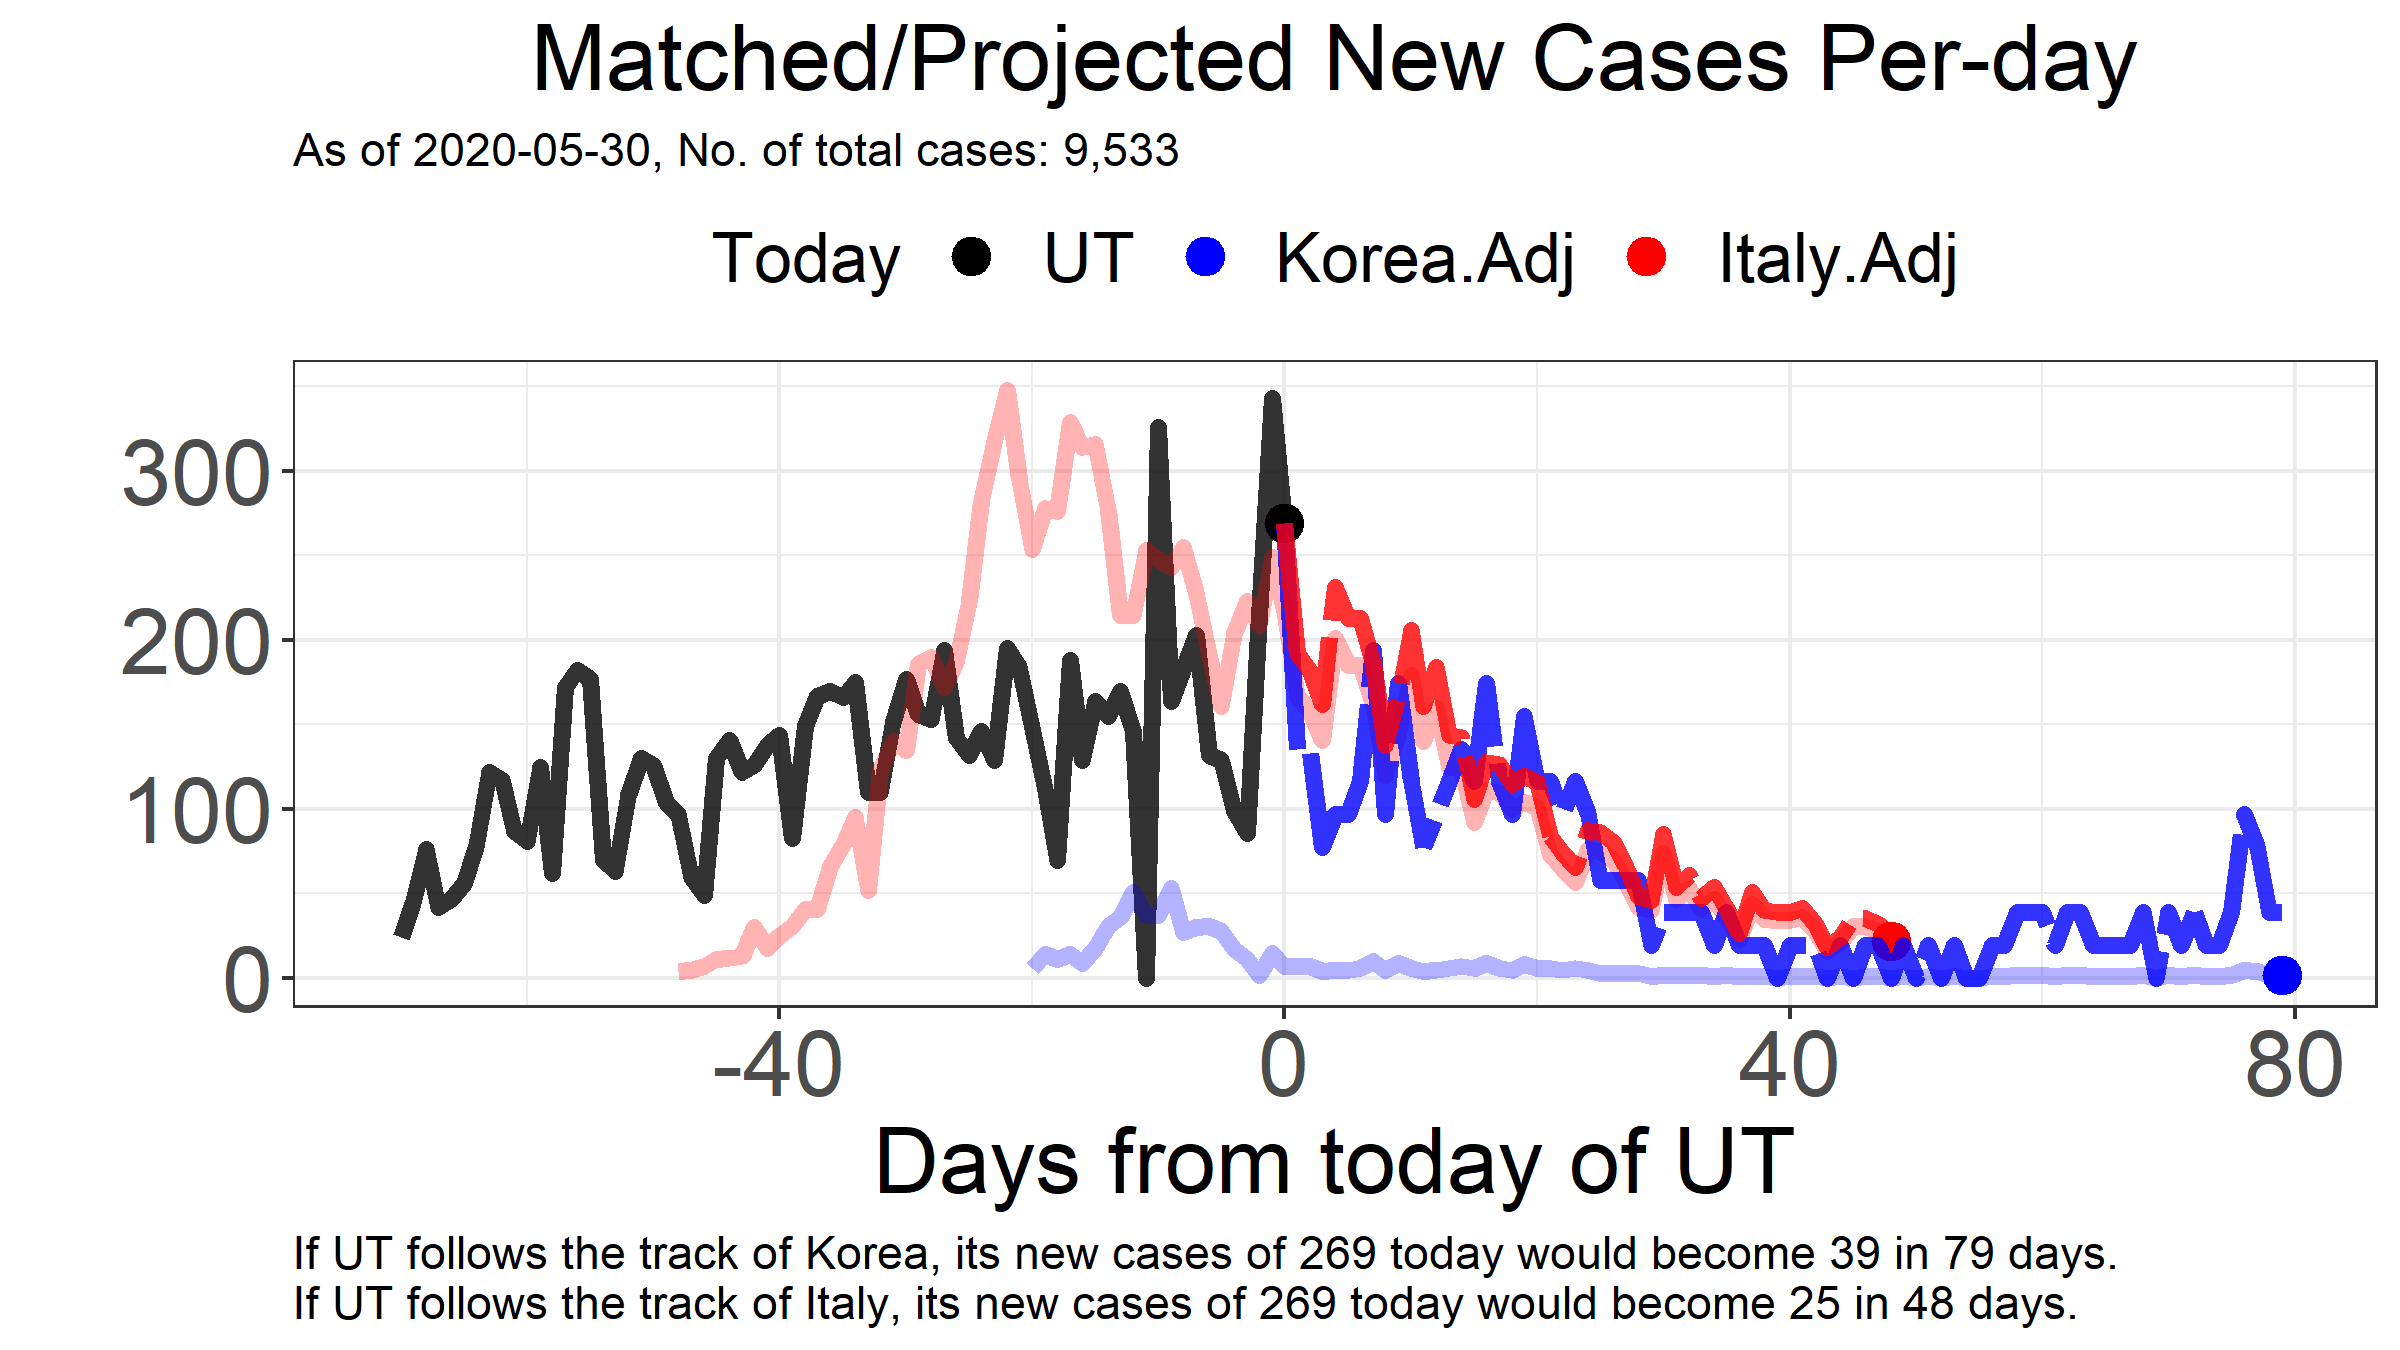 Matched/Projected New Cases Per-day
As of 2020-05-30, No. of total cases: 9,533
Today UT Korea.Adj Italy.Adj
300
200
100
0
-40 0 40 80
Days from today of UT
If UT follows the track of Korea, its new cases of 269 today would become 39 in 79 days.
If UT follows the track of Italy, its new cases of 269 today would become 25 in 48 days.